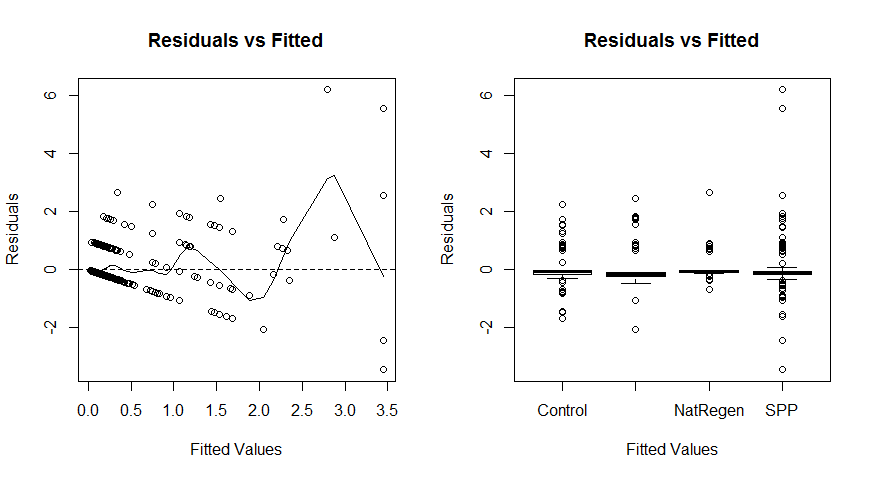 Residuals vs Fitted
Residuals
6
4
2
0
-2
0.0 0.5 1.0 1.5 2.0 2.5 3.0 3.5
Fitted Values
Residuals vs Fitted
Residuals
6
4
2
0
-2
Control NatRegen SPP
Fitted Values